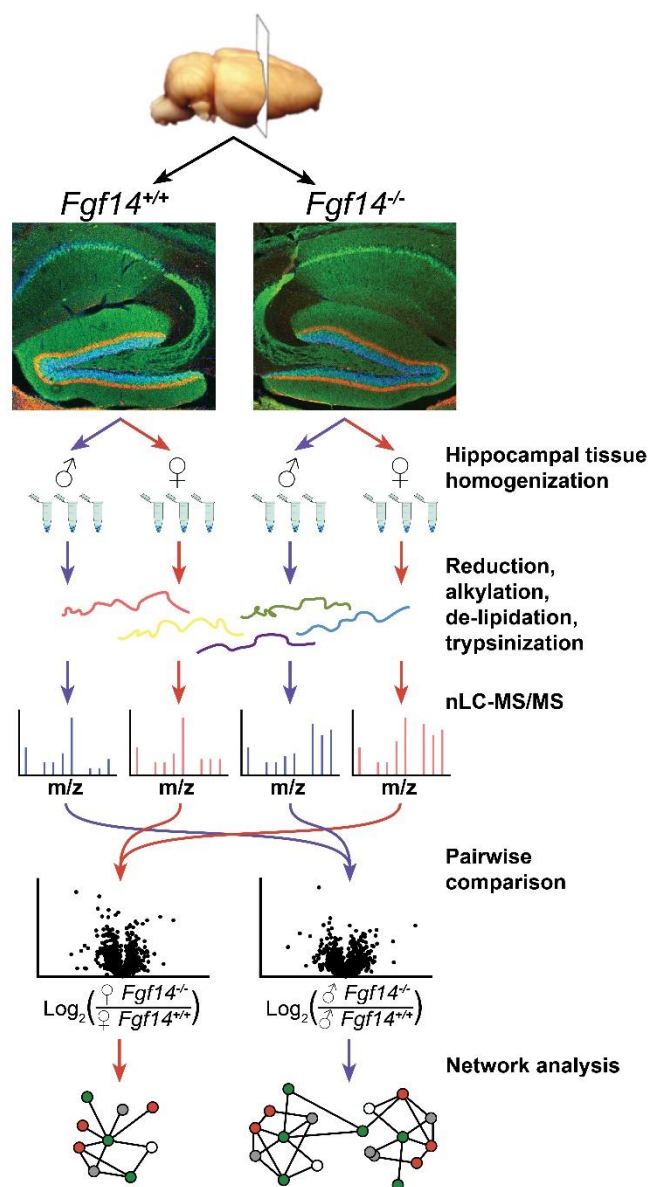 Fgf14+/+
Fgf14-/-
♂ ♀ ♂ ♀
Hippocampal tissue
homogenization
Reduction,
alkylation,
de-lipidation,
trypsinization
nLC-MS/MS
m/z m/z m/z m/z
Pairwise
comparison
Log2(♀ Fgf14-/- / ♀ Fgf14+/+)
Log2(♂ Fgf14-/- / ♂ Fgf14+/+)
Network analysis